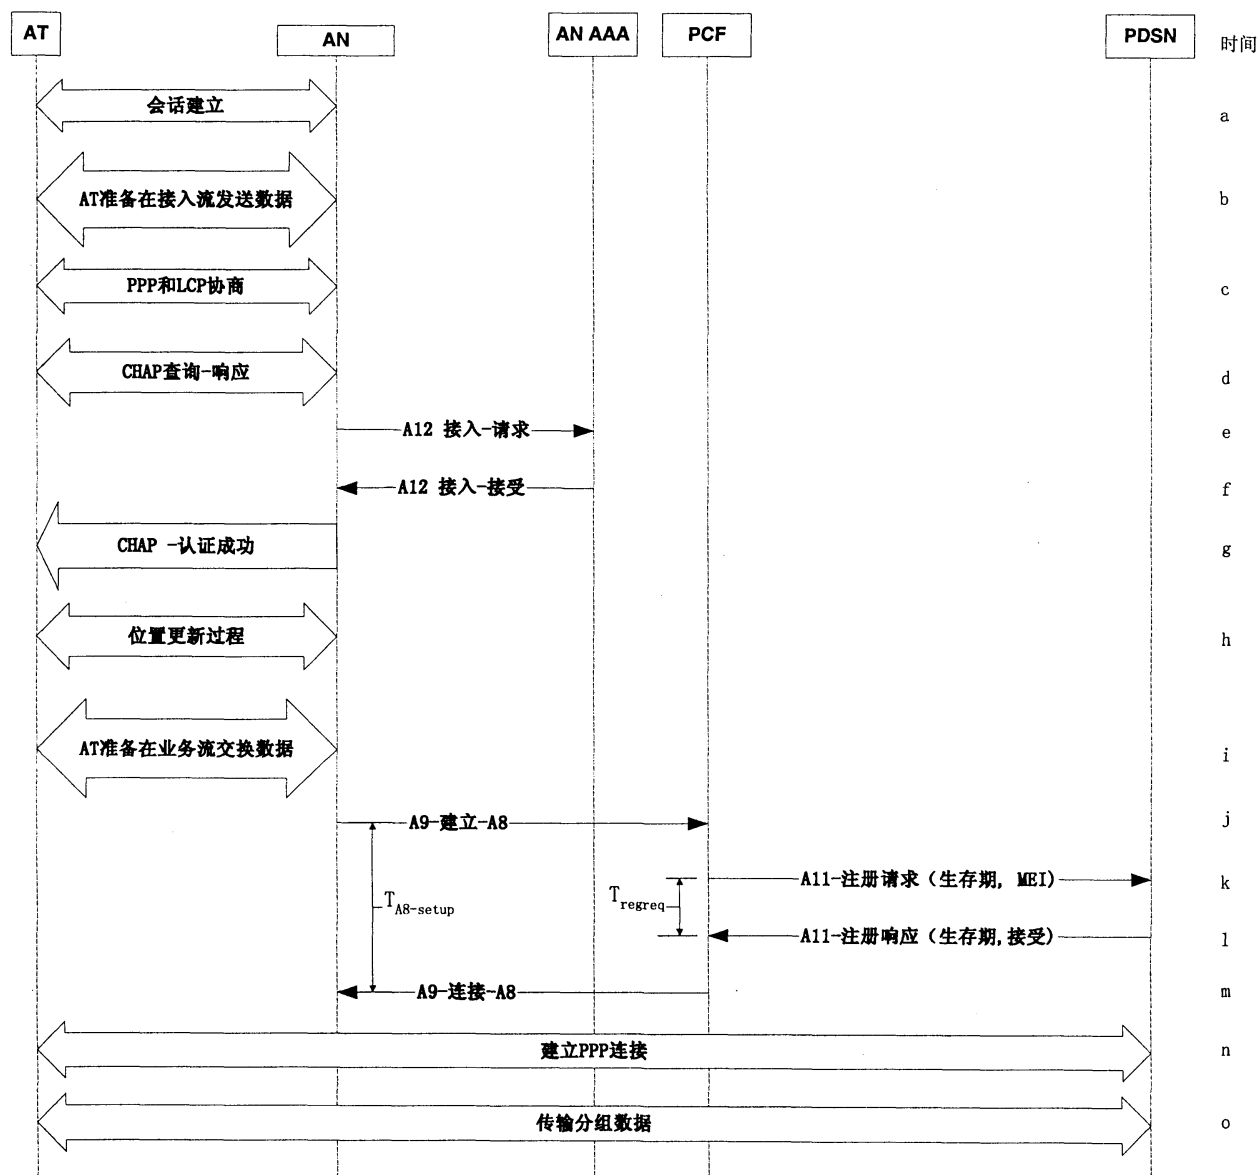 AT AN AN AAA PCF PDSN 时间
会话建立 a
AT准备在接入流发送数据 b
PPP和LCP协商 c
CHAP查询-响应 d
A12 接入-请求 e
A12 接入-接受 f
CHAP -认证成功 g
位置更新过程 h
AT准备在业务流交换数据 i
A9-建立-A8 j
A11-注册请求（生存期, MEI） k
T_A8-setup T_regreq
A11-注册响应（生存期,接受） l
A9-连接-A8 m
建立PPP连接 n
传输分组数据 o